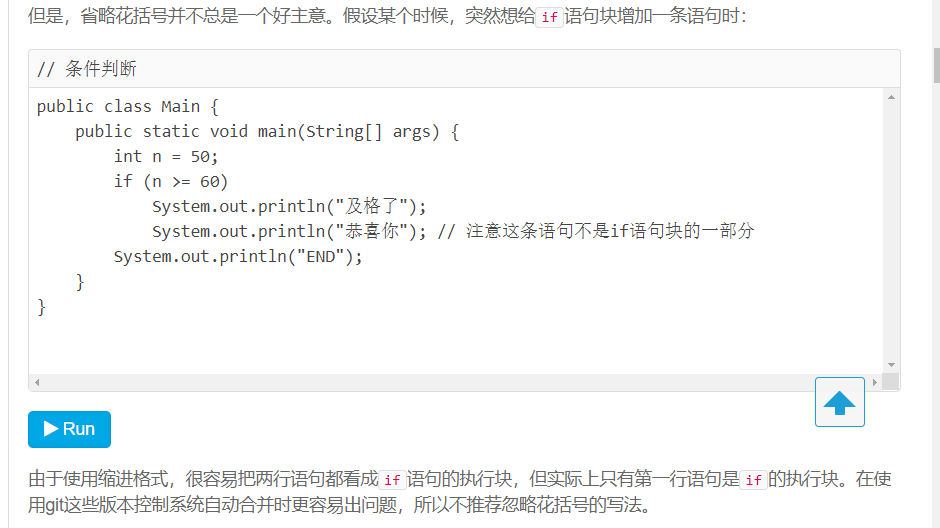 但是，省略花括号并不总是一个好主意。假设某个时候，突然想给if语句块增加一条语句时：
// 条件判断
public class Main {
    public static void main(String[] args) {
        int n = 50;
        if (n >= 60)
            System.out.println("及格了");
            System.out.println("恭喜你"); // 注意这条语句不是if语句块的一部分
        System.out.println("END");
    }
}
Run
由于使用缩进格式，很容易把两行语句都看成if语句的执行块，但实际上只有第一行语句是if的执行块。在使
用git这些版本控制系统自动合并时更容易出问题，所以不推荐忽略花括号的写法。